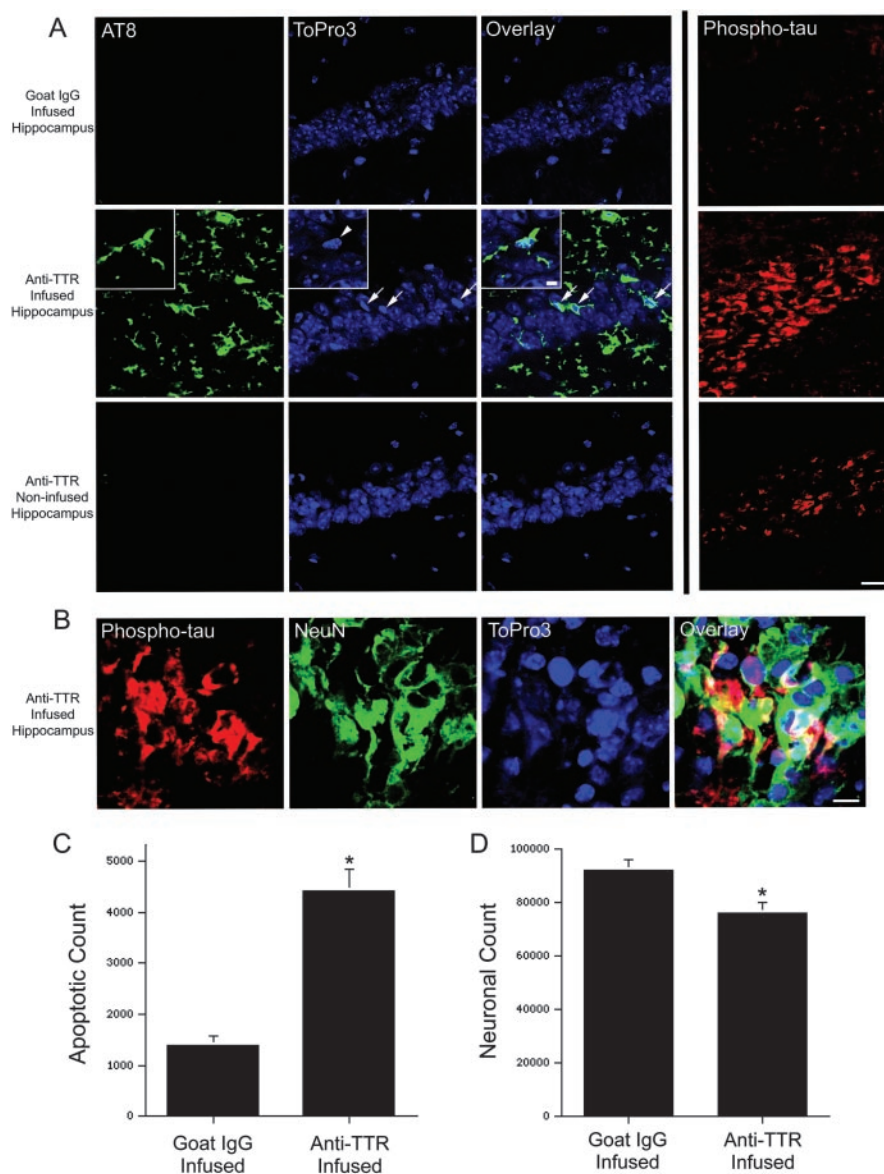 A
AT8
ToPro3
Overlay
Phospho-tau
Goat IgG
Infused
Hippocampus
Anti-TTR
Infused
Hippocampus
Anti-TTR
Non-infused
Hippocampus
B
Phospho-tau
NeuN
ToPro3
Overlay
Anti-TTR
Infused
Hippocampus
C
Apoptotic Count
5000
4000
3000
2000
1000
0
*
Goat IgG
Infused
Anti-TTR
Infused
D
Neuronal Count
100000
80000
60000
40000
20000
0
*
Goat IgG
Infused
Anti-TTR
Infused